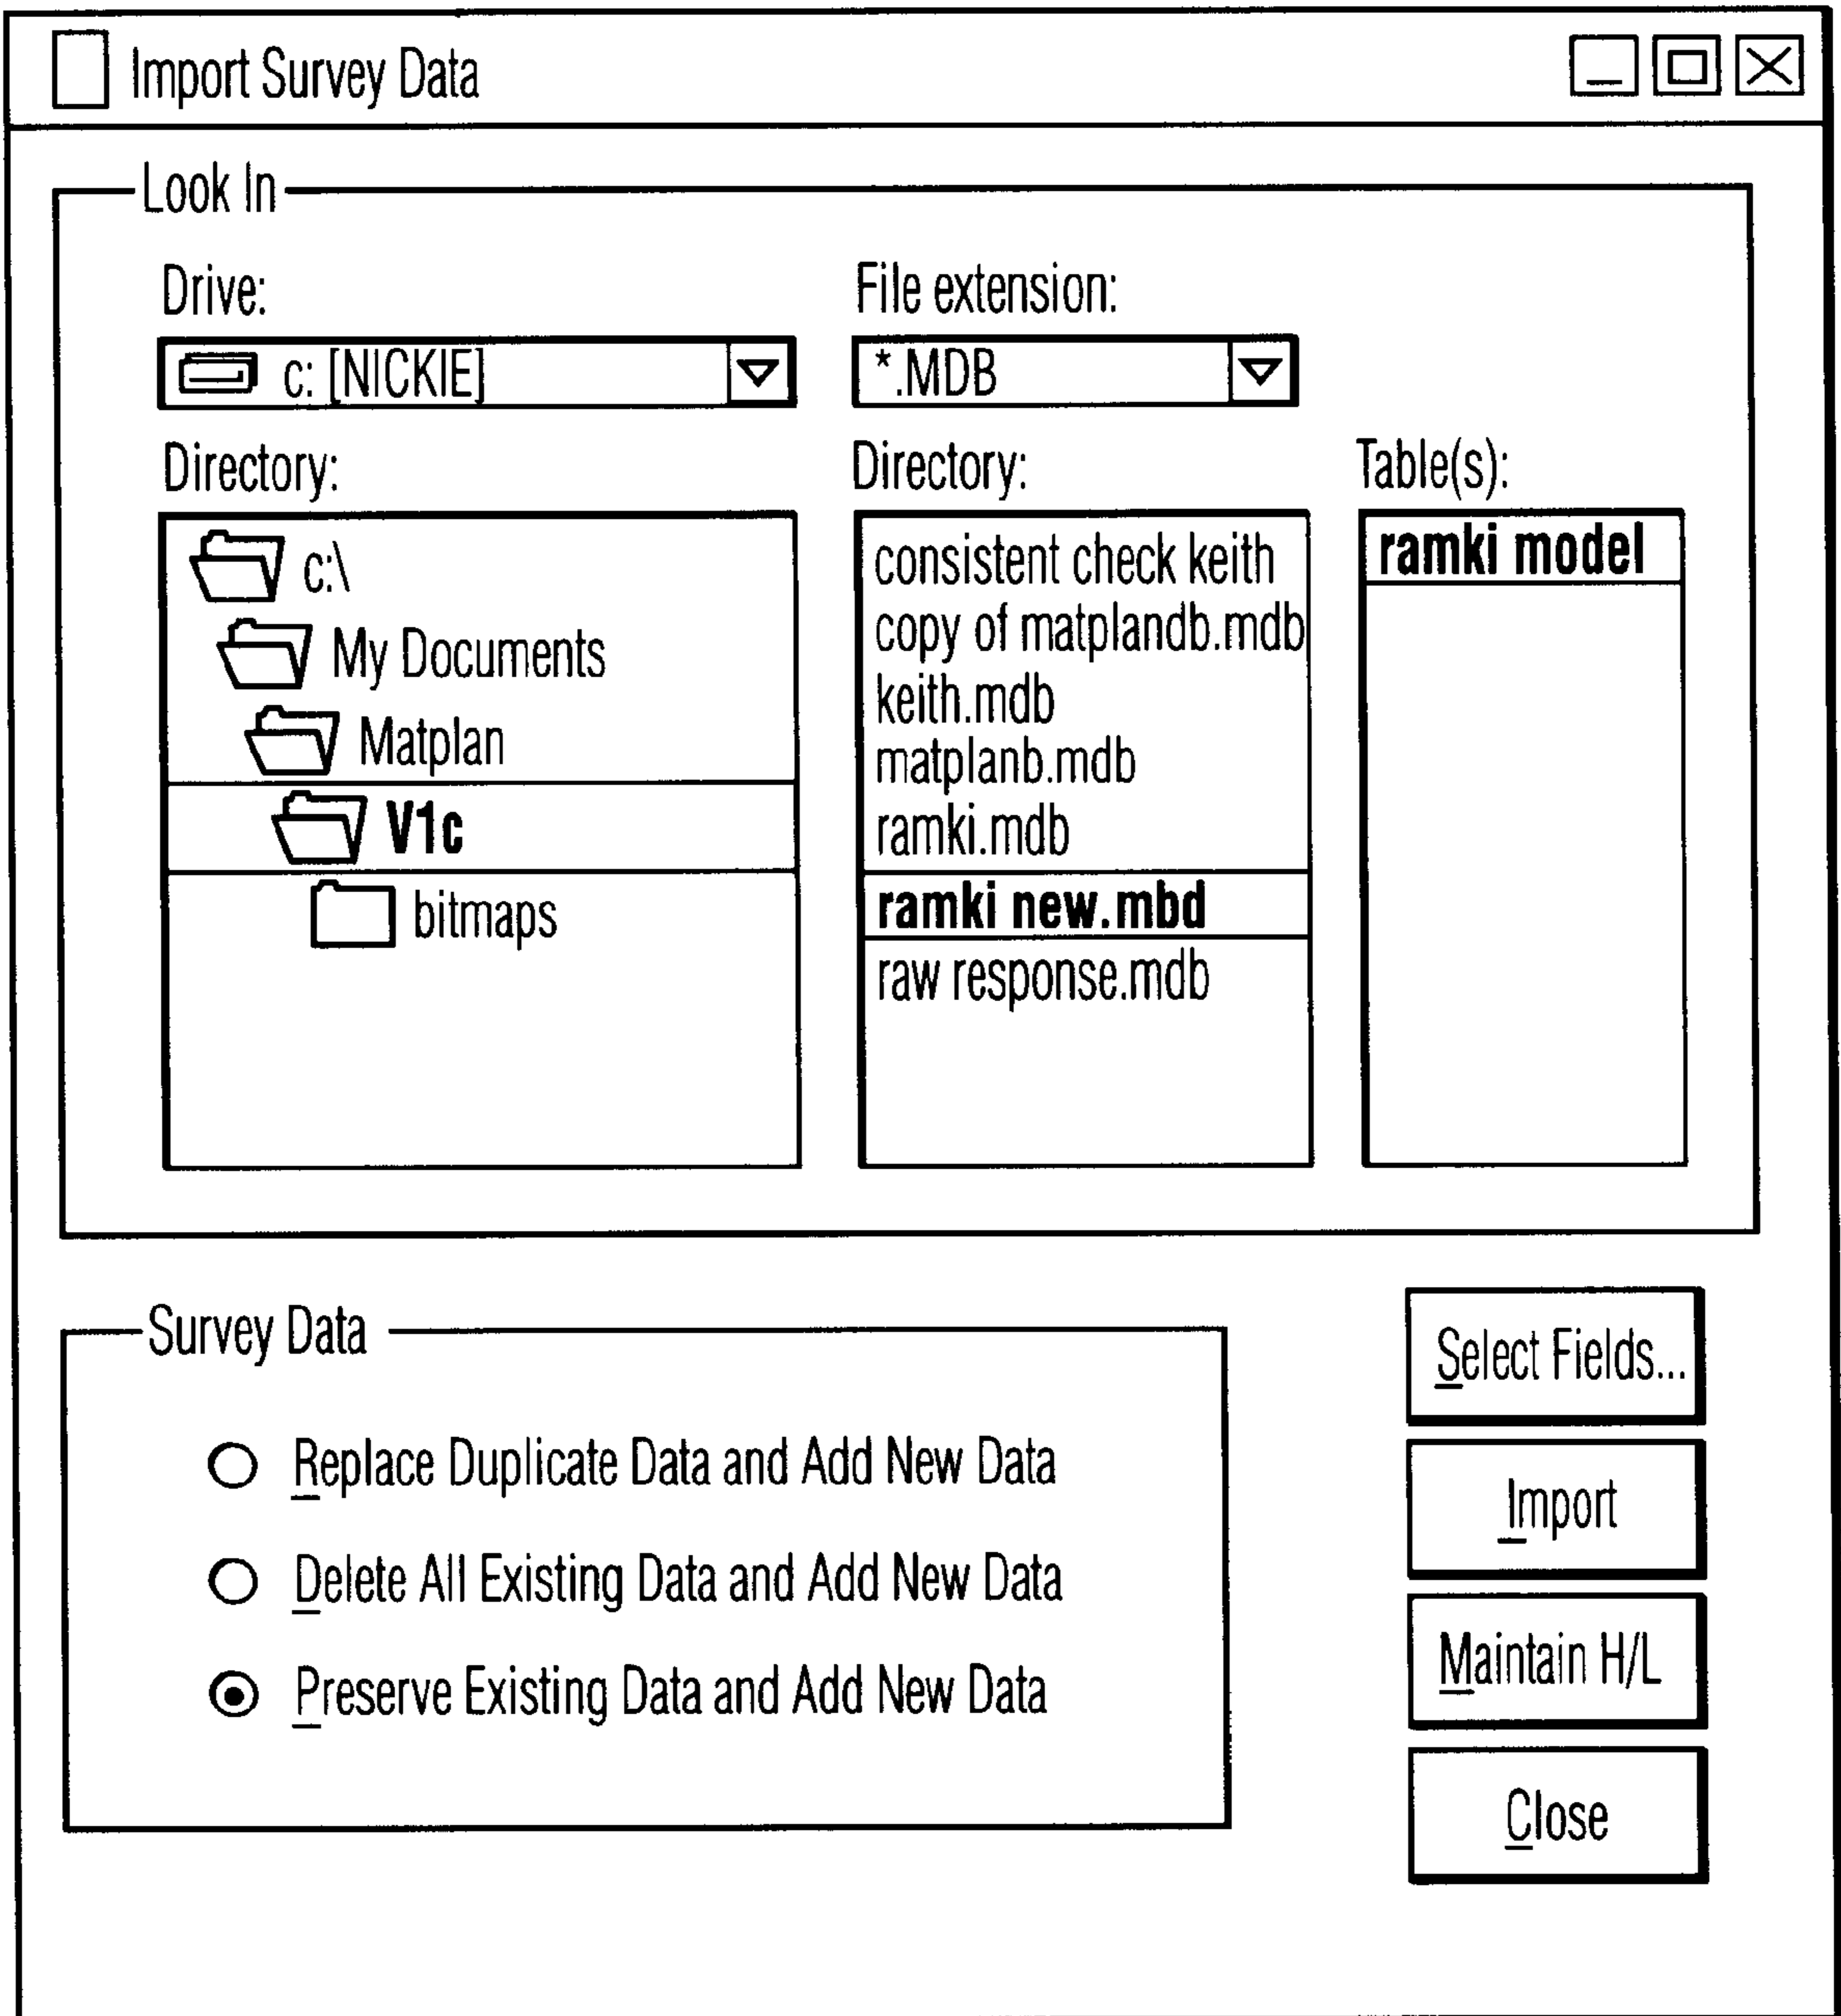 Import Survey Data
Look In
Drive:
File extension:
c: [NICKIE]
*.MDB
Directory:
Directory:
Table(s):
c:\
My Documents
Matplan
V1c
bitmaps
consistent check keith
copy of matplandb.mdb
keith.mdb
matplanb.mdb
ramki.mdb
ramki new.mbd
raw response.mdb
ramki model
Survey Data
Replace Duplicate Data and Add New Data
Delete All Existing Data and Add New Data
Preserve Existing Data and Add New Data
Select Fields...
Import
Maintain H/L
Close